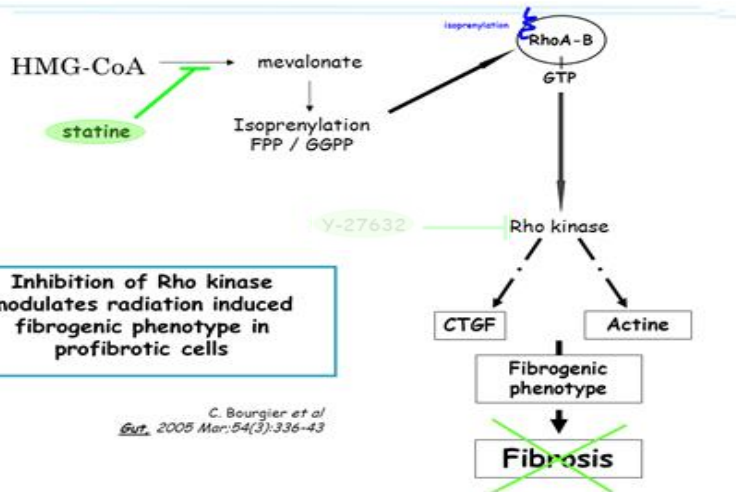 isoprenylation
RhoA-B
GTP
HMG-CoA
mevalonate
statine
Isoprenylation
FPP / GGPP
Y-27632
Rho kinase
Inhibition of Rho kinase
modulates radiation induced
fibrogenic phenotype in
profibrotic cells
CTGF
Actine
Fibrogenic
phenotype
C. Bourgier et al
Gut, 2005 Mar;54(3):336-43
Fibrosis